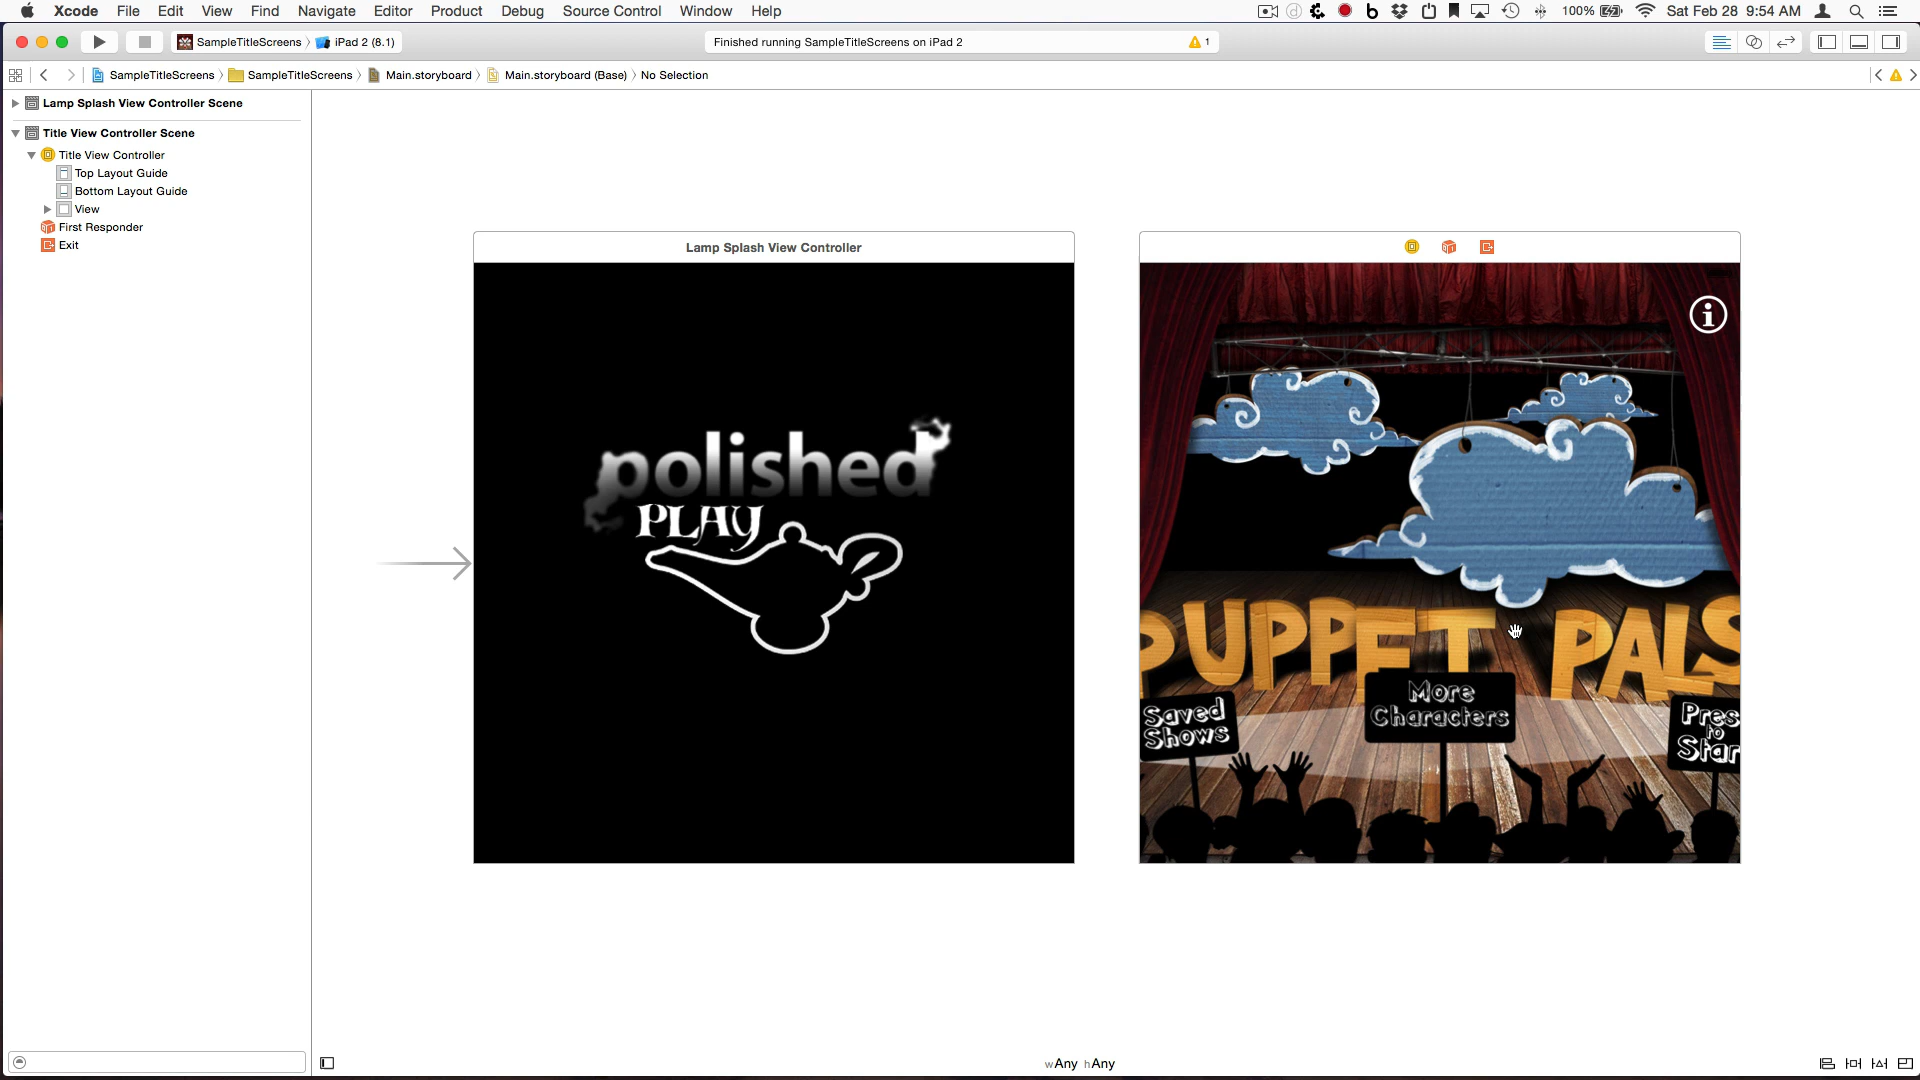 Xcode File Edit View Find Navigate Editor Product Debug Source Control Window Help 100% Sat Feb 28 9:54 AM
SampleTitleScreens iPad 2 (8.1) Finished running SampleTitleScreens on iPad 2 1
SampleTitleScreens SampleTitleScreens Main.storyboard Main.storyboard (Base) No Selection
Lamp Splash View Controller Scene
Title View Controller Scene
Title View Controller
Top Layout Guide
Bottom Layout Guide
View
First Responder
Exit
Lamp Splash View Controller
polished
PLAY
PUPPET PALS
Saved
Shows
More
Characters
Pres
to
Star
wAny hAny